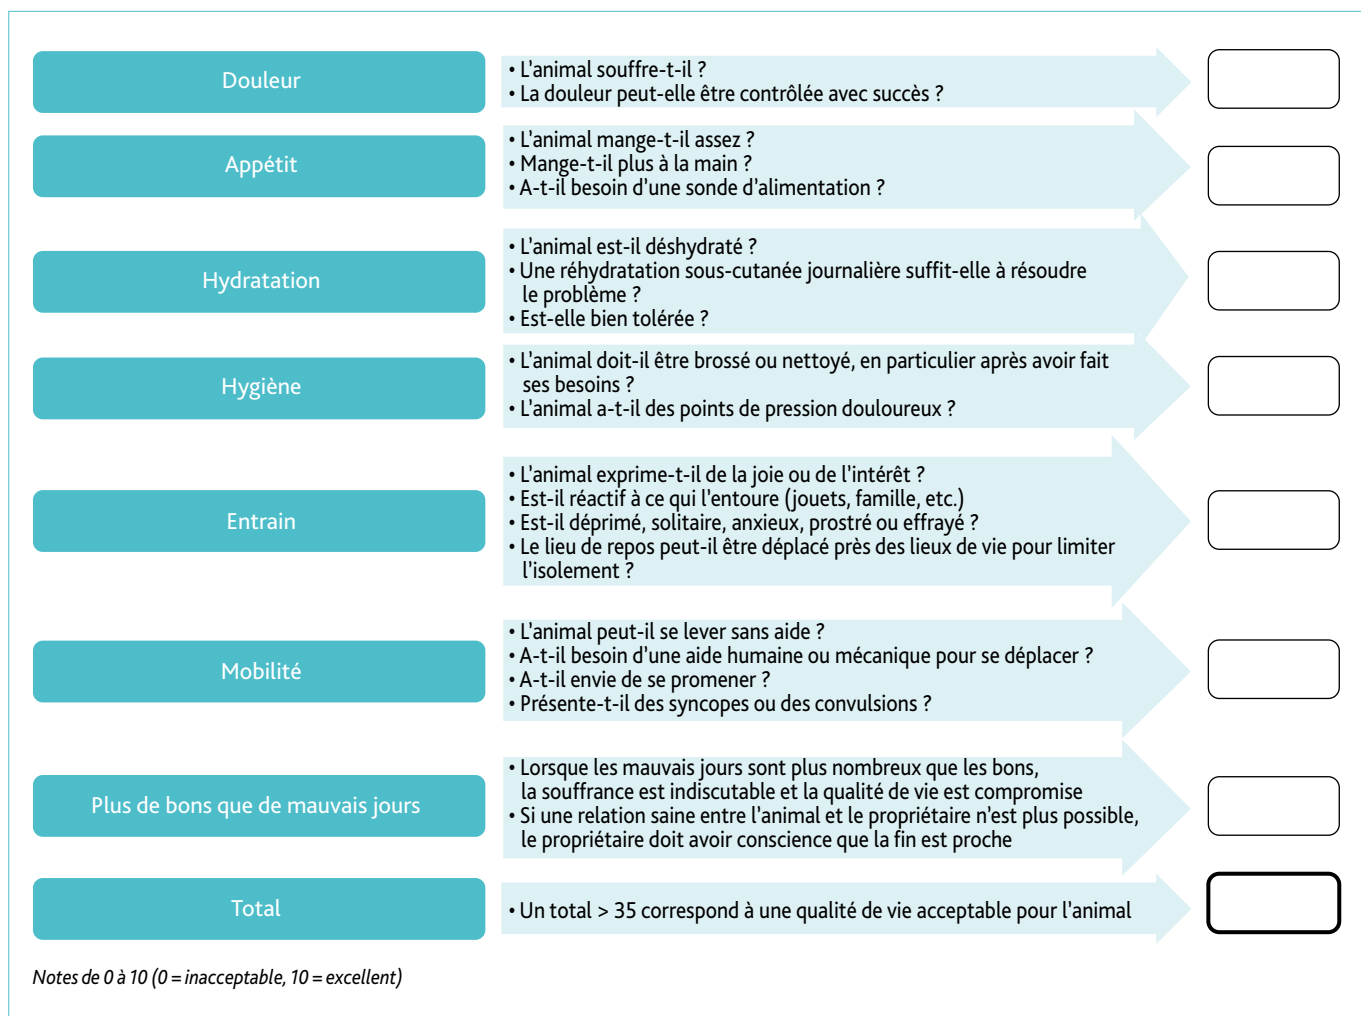 Douleur
• L'animal souffre-t-il ?
• La douleur peut-elle être contrôlée avec succès ?
Appétit
• L'animal mange-t-il assez ?
• Mange-t-il plus à la main ?
• A-t-il besoin d'une sonde d'alimentation ?
Hydratation
• L'animal est-il déshydraté ?
• Une réhydratation sous-cutanée journalière suffit-elle à résoudre
le problème ?
• Est-elle bien tolérée ?
Hygiène
• L'animal doit-il être brossé ou nettoyé, en particulier après avoir fait
ses besoins ?
• L'animal a-t-il des points de pression douloureux ?
Entrain
• L'animal exprime-t-il de la joie ou de l'intérêt ?
• Est-il réactif à ce qui l'entoure (jouets, famille, etc.)
• Est-il déprimé, solitaire, anxieux, prostré ou effrayé ?
• Le lieu de repos peut-il être déplacé près des lieux de vie pour limiter
l'isolement ?
Mobilité
• L'animal peut-il se lever sans aide ?
• A-t-il besoin d'une aide humaine ou mécanique pour se déplacer ?
• A-t-il envie de se promener ?
• Présente-t-il des syncopes ou des convulsions ?
Plus de bons que de mauvais jours
• Lorsque les mauvais jours sont plus nombreux que les bons,
la souffrance est indiscutable et la qualité de vie est compromise
• Si une relation saine entre l'animal et le propriétaire n'est plus possible,
le propriétaire doit avoir conscience que la fin est proche
Total
• Un total > 35 correspond à une qualité de vie acceptable pour l'animal
Notes de 0 à 10 (0 = inacceptable, 10 = excellent)